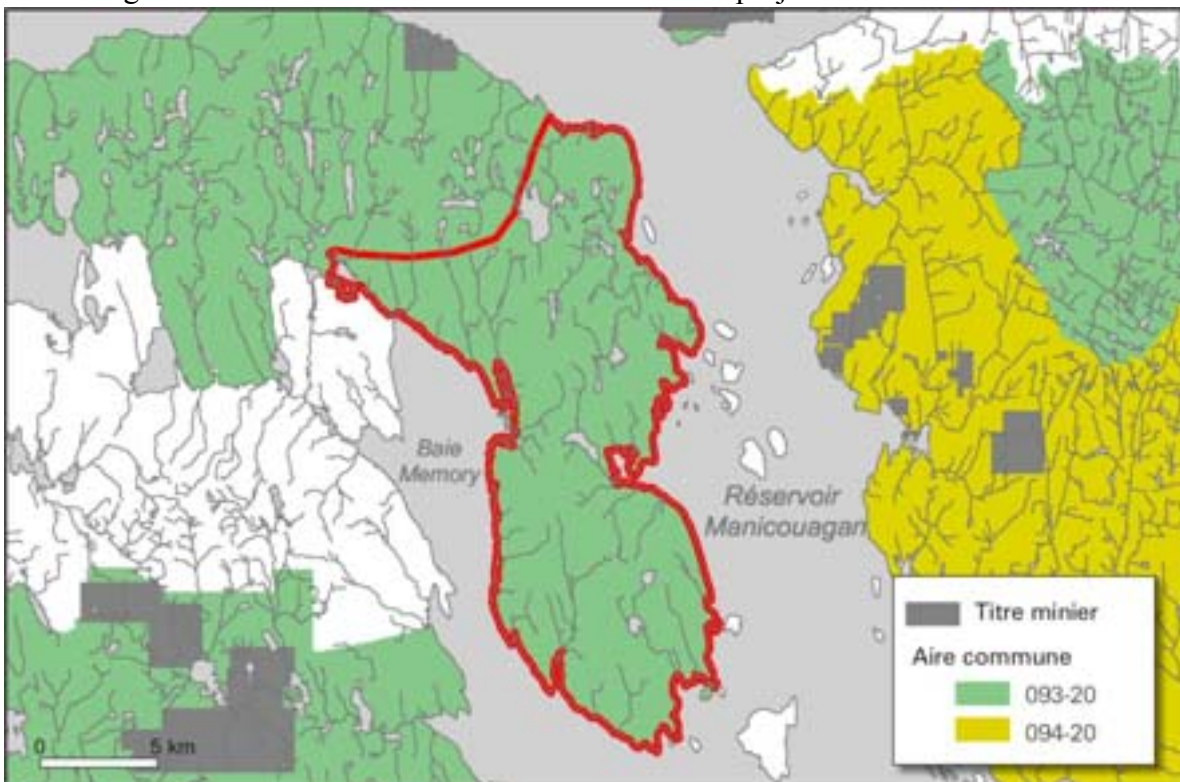 Baie
Memory
Réservoir
Manicouagan
Titre minier
Aire commune
093-20
094-20
0 5 km